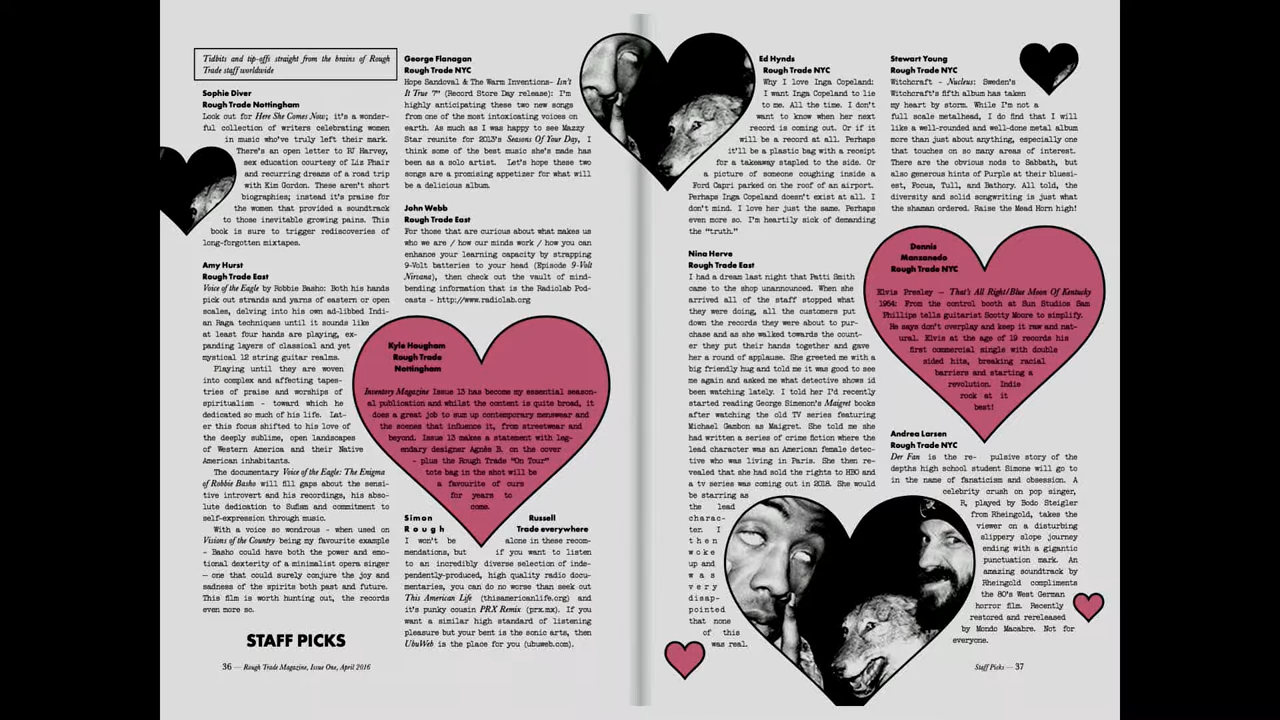 Tidbits and tip-offs straight from the brains of Rough
Trade staff worldwide
Sophie Diver
Rough Trade Nottingham
Look out for Here She Comes Now; it's a wonder-
ful collection of writers celebrating women
in music who've truly left their mark.
There's an open letter to PJ Harvey,
sex education courtesy of Liz Phair
and recurring dreams of a road trip
with Kim Gordon. These aren't short
biographies; instead it's praise for
the women that provided a soundtrack
to those inevitable growing pains. This
book is sure to trigger rediscoveries of
long-forgotten mixtapes.
Amy Hurst
Rough Trade East
Voice of the Eagle by Robbie Basho: Both his hands
pick out strands and yarns of eastern or open
scales, delving into his own ad-libbed Indi-
an Raga techniques until it sounds like
at least four hands are playing, ex-
panding layers of classical and yet
mystical 12 string guitar realms.
Playing until they are woven
into complex and affecting tapes-
tries of praise and worships of
spiritualism - toward which he
dedicated so much of his life. Lat-
er this focus shifted to his love of
the deeply sublime, open landscapes
of Western America and their Native
American inhabitants.
The documentary Voice of the Eagle: The Enigma
of Robbie Basho will fill gaps about the sensi-
tive introvert and his recordings, his abso-
lute dedication to Sufism and commitment to
self-expression through music.
With a voice so wondrous - when used on
Visions of the Country being my favourite example
- Basho could have both the power and emo-
tional dexterity of a minimalist opera singer
— one that could surely conjure the joy and
sadness of the spirits both past and future.
This film is worth hunting out, the records
even more so.
STAFF PICKS
36 — Rough Trade Magazine, Issue One, April 2016
George Flanagan
Rough Trade NYC
Hope Sandoval & The Warm Inventions- Isn't
It True 7" (Record Store Day release): I'm
highly anticipating these two new songs
from one of the most intoxicating voices on
earth. As much as I was happy to see Mazzy
Star reunite for 2013's Seasons Of Your Day, I
think some of the best music she's made has
been as a solo artist. Let's hope these two
songs are a promising appetizer for what will
be a delicious album.
John Webb
Rough Trade East
For those that are curious about what makes us
who we are / how our minds work / how you can
enhance your learning capacity by strapping
9-Volt batteries to your head (Episode 9-Volt
Nirvana), then check out the vault of mind-
bending information that is the Radiolab Pod-
casts - http://www.radiolab.org
Kyle Hougham
Rough Trade
Nottingham
Inventory Magazine Issue 13 has become my essential season-
al publication and whilst the content is quite broad, it
does a great job to sum up contemporary menswear and
the scenes that influence it, from streetwear and
beyond. Issue 13 makes a statement with leg-
endary designer Agnès B. on the cover
- plus the Rough Trade "On Tour"
tote bag in the shot will be
a favourite of ours
for years to
come.
Simon Russell
Rough Trade everywhere
I won't be alone in these recom-
mendations, but if you want to listen
to an incredibly diverse selection of inde-
pendently-produced, high quality radio docu-
mentaries, you can do no worse than seek out
This American Life (thisamericanlife.org) and
it's punky cousin PRX Remix (prx.mx). If you
want a similar high standard of listening
pleasure but your bent is the sonic arts, then
UbuWeb is the place for you (ubuweb.com).
Ed Hynds
Rough Trade NYC
Why I love Inga Copeland:
I want Inga Copeland to lie
to me. All the time. I don't
want to know when her next
record is coming out. Or if it
will be a record at all. Perhaps
it'll be a plastic bag with a receipt
for a takeaway stapled to the side. Or
a picture of someone coughing inside a
Ford Capri parked on the roof of an airport.
Perhaps Inga Copeland doesn't exist at all. I
don't mind. I love her just the same. Perhaps
even more so. I'm heartily sick of demanding
the "truth."
Nina Herve
Rough Trade East
I had a dream last night that Patti Smith
came to the shop unannounced. When she
arrived all of the staff stopped what
they were doing, all the customers put
down the records they were about to pur-
chase and as she walked towards the count-
er they put their hands together and gave
her a round of applause. She greeted me with a
big friendly hug and told me it was good to see
me again and asked me what detective shows id
been watching lately. I told her I'd recently
started reading George Simenon's Maigret books
after watching the old TV series featuring
Michael Gambon as Maigret. She told me she
had written a series of crime fiction where the
lead character was an American female detec-
tive who was living in Paris. She then re-
vealed that she had sold the rights to HBO and
a tv series was coming out in 2018. She would
be starring as
the lead
charac-
ter. I
then
woke
up and
was
very
disap-
pointed
that none
of this
was real.
Stewart Young
Rough Trade NYC
Witchcraft - Nucleus: Sweden's
Witchcraft's fifth album has taken
my heart by storm. While I'm not a
full scale metalhead, I do find that I will
like a well-rounded and well-done metal album
more than just about anything, especially one
that touches on so many areas of interest.
There are the obvious nods to Sabbath, but
also generous hints of Purple at their bluesi-
est, Focus, Tull, and Bathory. All told, the
diversity and solid songwriting is just what
the shaman ordered. Raise the Mead Horn high!
Dennis
Manzanedo
Rough Trade NYC
Elvis Presley — That's All Right/Blue Moon Of Kentucky
1954: From the control booth at Sun Studios Sam
Phillips tells guitarist Scotty Moore to simplify.
He says don't overplay and keep it raw and nat-
ural. Elvis at the age of 19 records his
first commercial single with double
sided hits, breaking racial
barriers and starting a
revolution. Indie
rock at it
best!
Andrea Larsen
Rough Trade NYC
Der Fan is the re- pulsive story of the
depths high school student Simone will go to
in the name of fanaticism and obsession. A
celebrity crush on pop singer,
R, played by Bodo Steigler
from Rheingold, takes the
viewer on a disturbing
slippery slope journey
ending with a gigantic
punctuation mark. An
amazing soundtrack by
Rheingold compliments
the 80's West German
horror film. Recently
restored and rereleased
by Mondo Macabre. Not for
everyone.
Staff Picks — 37